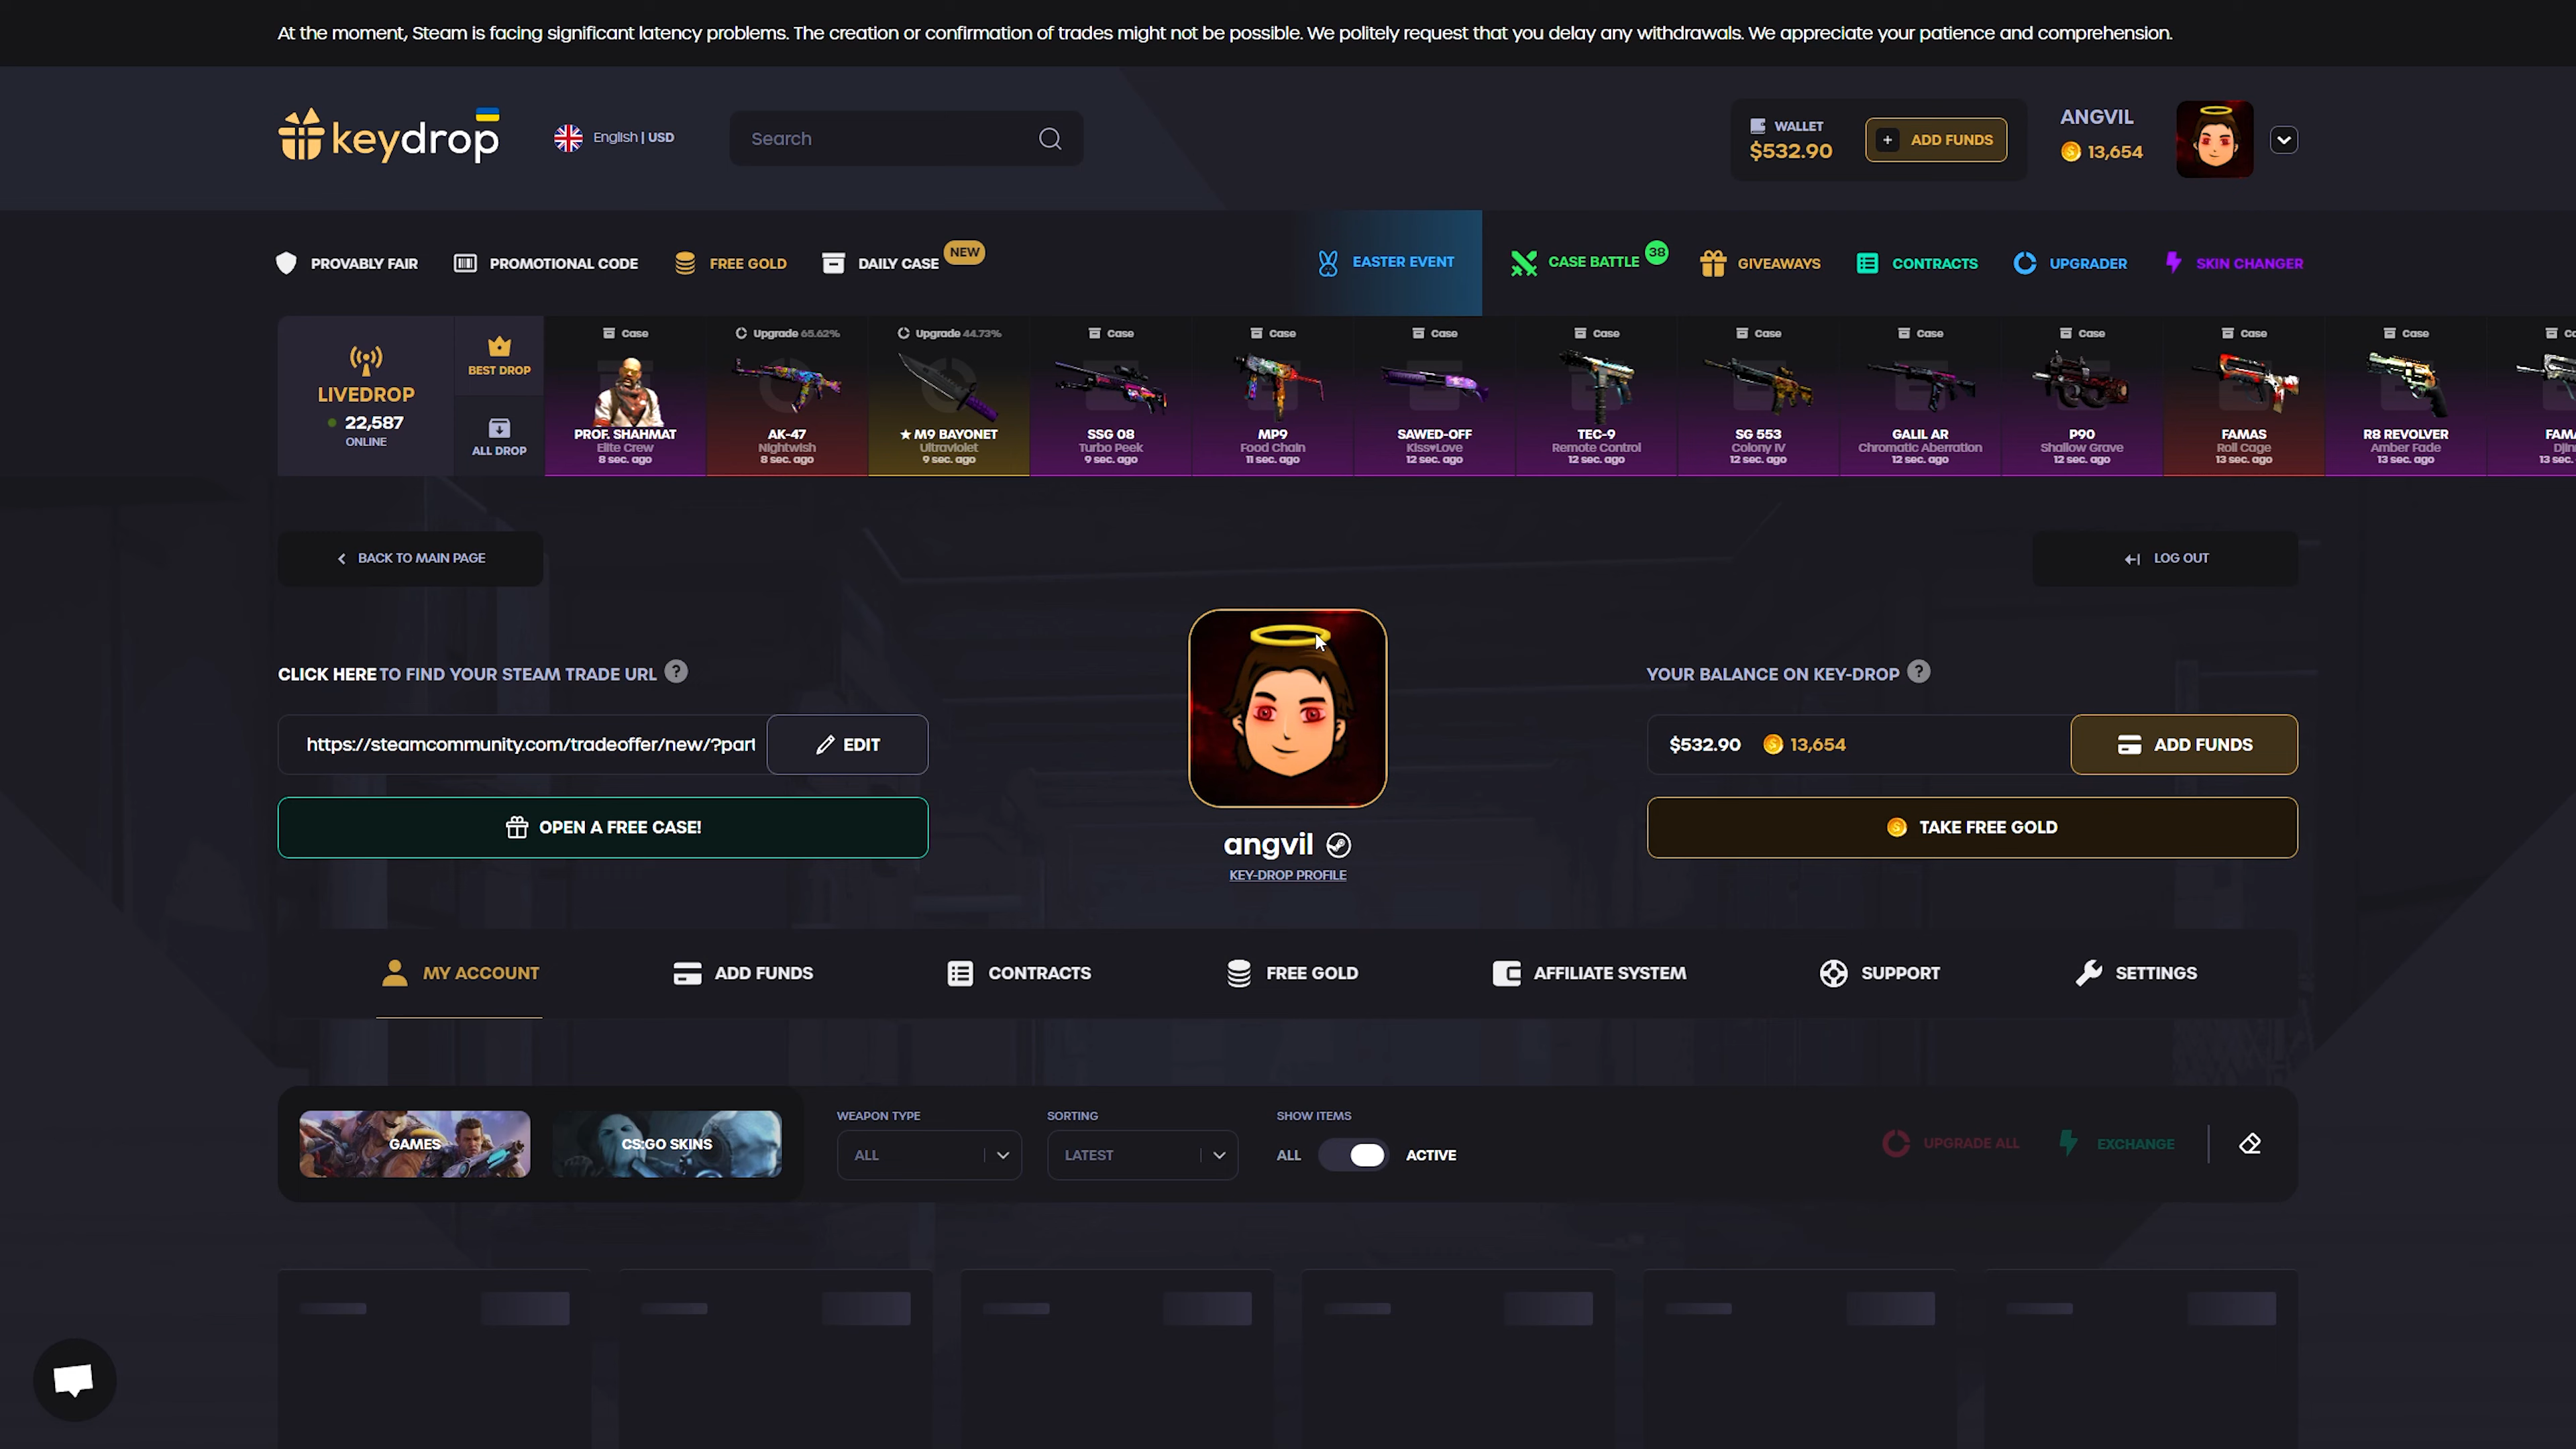 At the moment, Steam is facing significant latency problems. The creation or confirmation of trades might not be possible. We politely request that you delay any withdrawals. We appreciate your patience and comprehension.
keydrop
English | USD
Search
WALLET
$532.90
+ ADD FUNDS
ANGVIL
13,654
PROVABLY FAIR
PROMOTIONAL CODE
FREE GOLD
DAILY CASE
NEW
EASTER EVENT
CASE BATTLE
38
GIVEAWAYS
CONTRACTS
UPGRADER
SKIN CHANGER
LIVEDROP
22,587
ONLINE
BEST DROP
ALL DROP
Case
PROF. SHAHMAT
Elite Crew
8 sec. ago
Upgrade 65.62%
AK-47
Nightwish
8 sec. ago
Upgrade 44.73%
★ M9 BAYONET
Ultraviolet
9 sec. ago
Case
SSG 08
Turbo Peek
9 sec. ago
Case
MP9
Food Chain
11 sec. ago
Case
SAWED-OFF
Kiss♥Love
12 sec. ago
Case
TEC-9
Remote Control
12 sec. ago
Case
SG 553
Colony IV
12 sec. ago
Case
GALIL AR
Chromatic Aberration
12 sec. ago
Case
P90
Shallow Grave
12 sec. ago
Case
FAMAS
Roll Cage
13 sec. ago
Case
R8 REVOLVER
Amber Fade
13 sec. ago
13 sec.
BACK TO MAIN PAGE
LOG OUT
CLICK HERE TO FIND YOUR STEAM TRADE URL ?
https://steamcommunity.com/tradeoffer/new/?part
EDIT
OPEN A FREE CASE!
angvil
KEY-DROP PROFILE
YOUR BALANCE ON KEY-DROP ?
$532.90
13,654
ADD FUNDS
TAKE FREE GOLD
MY ACCOUNT
ADD FUNDS
CONTRACTS
FREE GOLD
AFFILIATE SYSTEM
SUPPORT
SETTINGS
GAMES
CS:GO SKINS
WEAPON TYPE
ALL
SORTING
LATEST
SHOW ITEMS
ALL
ACTIVE
UPGRADE ALL
EXCHANGE